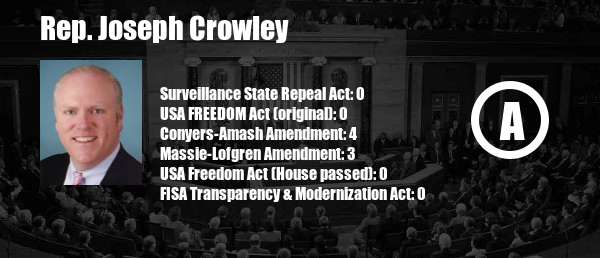 Rep. Joseph Crowley
Surveillance State Repeal Act: 0
USA FREEDOM Act (original): 0
Conyers-Amash Amendment: 4
Massie-Lofgren Amendment: 3
USA Freedom Act (House passed): 0
FISA Transparency & Modernization Act: 0
A